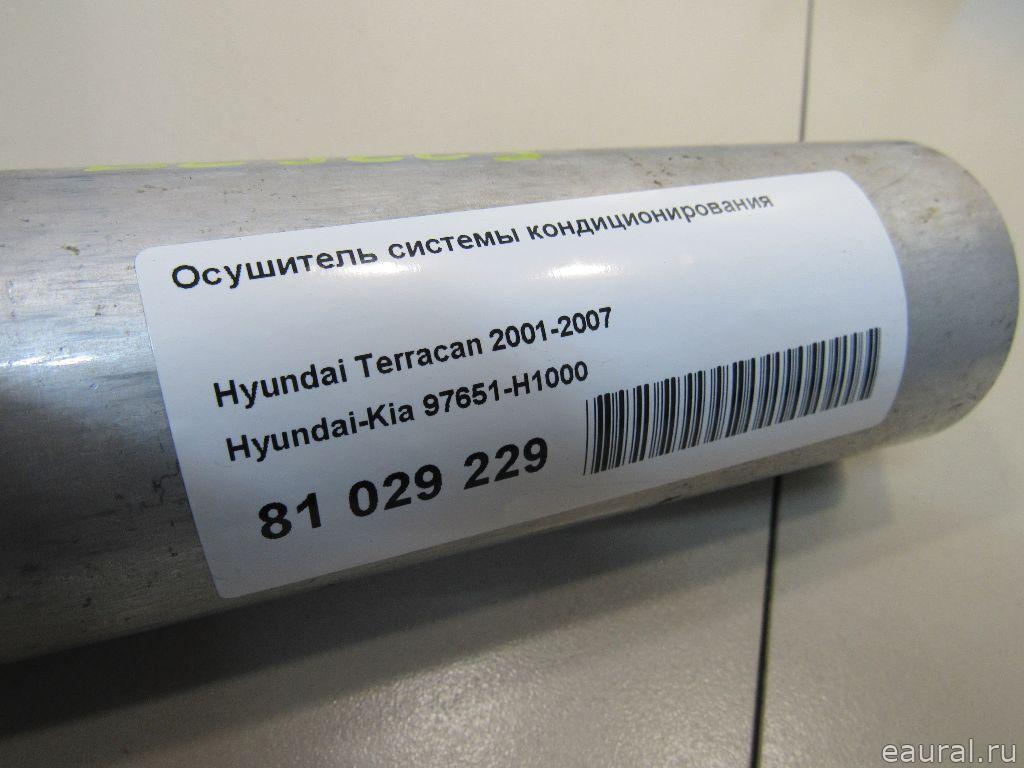 Осушитель системы кондиционирования
Hyundai Terracan 2001-2007
Hyundai-Kia 97651-H1000
81 029 229
eaural.ru